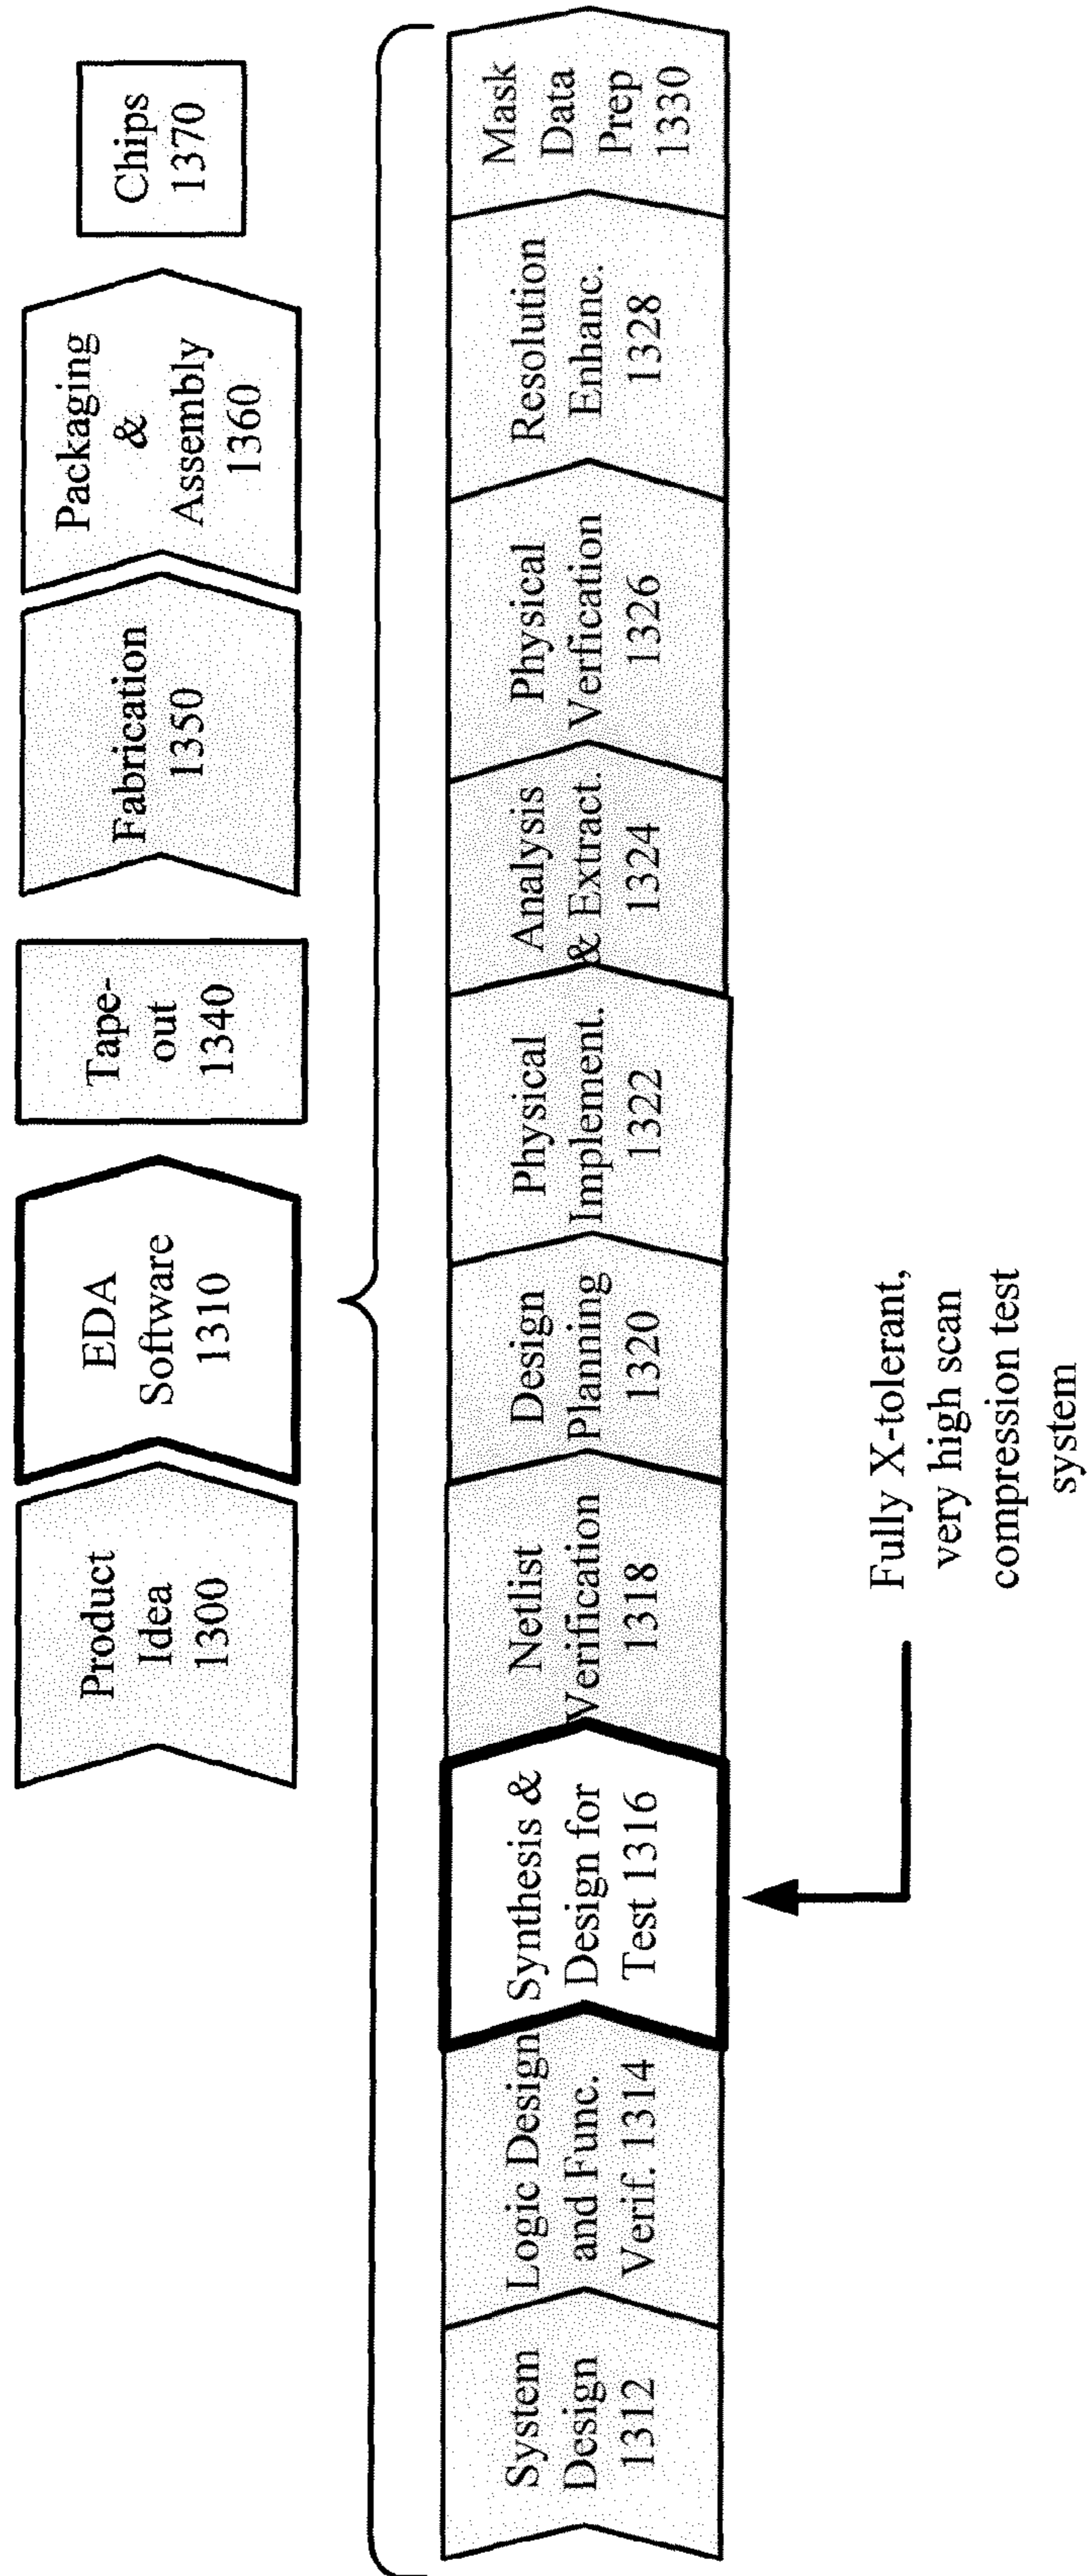 Product
Idea
1300
EDA
Software
1310
Tape-
out
1340
Fabrication
1350
Packaging
&
Assembly
1360
Chips
1370
System
Design
1312
Logic Design
and Func.
Verif. 1314
Synthesis &
Design for
Test 1316
Netlist
Verification
1318
Design
Planning
1320
Physical
Implement.
1322
Analysis
& Extract.
1324
Physical
Verfication
1326
Resolution
Enhanc.
1328
Mask
Data
Prep
1330
Fully X-tolerant,
very high scan
compression test
system